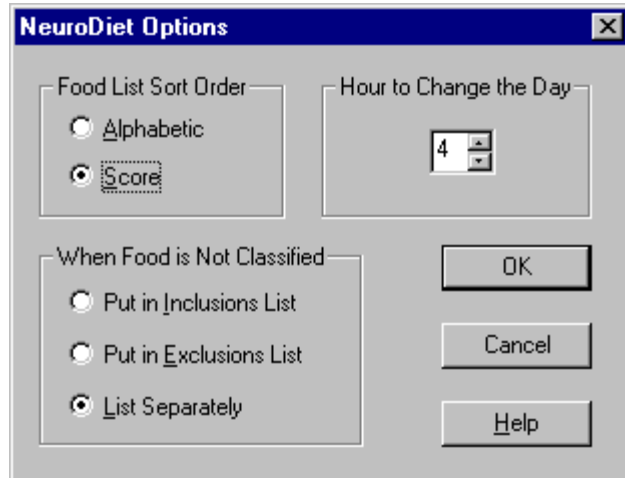 NeuroDiet Options
Food List Sort Order
Alphabetic
Score
Hour to Change the Day
4
When Food is Not Classified
Put in Inclusions List
Put in Exclusions List
List Separately
OK
Cancel
Help